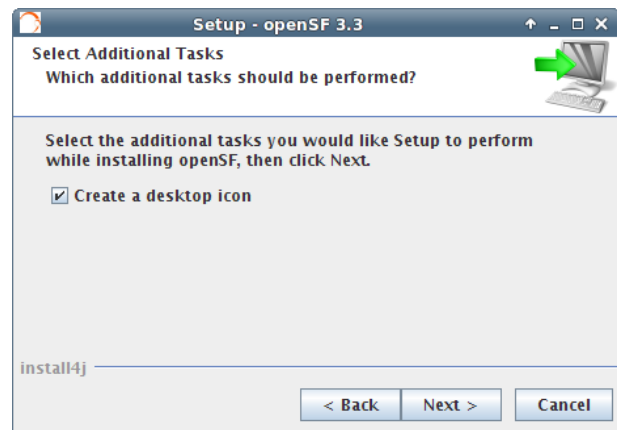 Setup - openSF 3.3
Select Additional Tasks
Which additional tasks should be performed?
Select the additional tasks you would like Setup to perform
while installing openSF, then click Next.
Create a desktop icon
install4j
< Back Next > Cancel